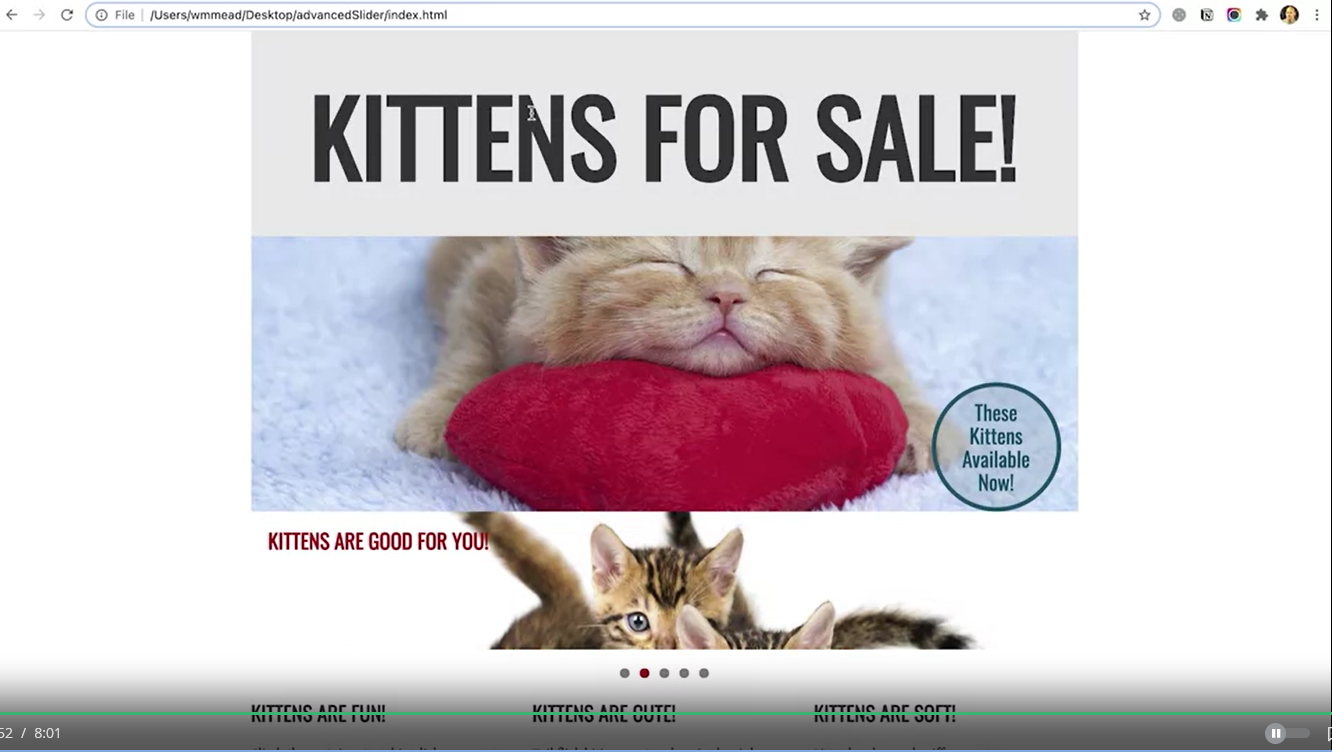 File /Users/wmmead/Desktop/advancedSlider/index.html
KITTENS FOR SALE!
These
Kittens
Available
Now!
KITTENS ARE GOOD FOR YOU!
KITTENS ARE FUN! KITTENS ARE CUTE! KITTENS ARE SOFT!
52 / 8:01